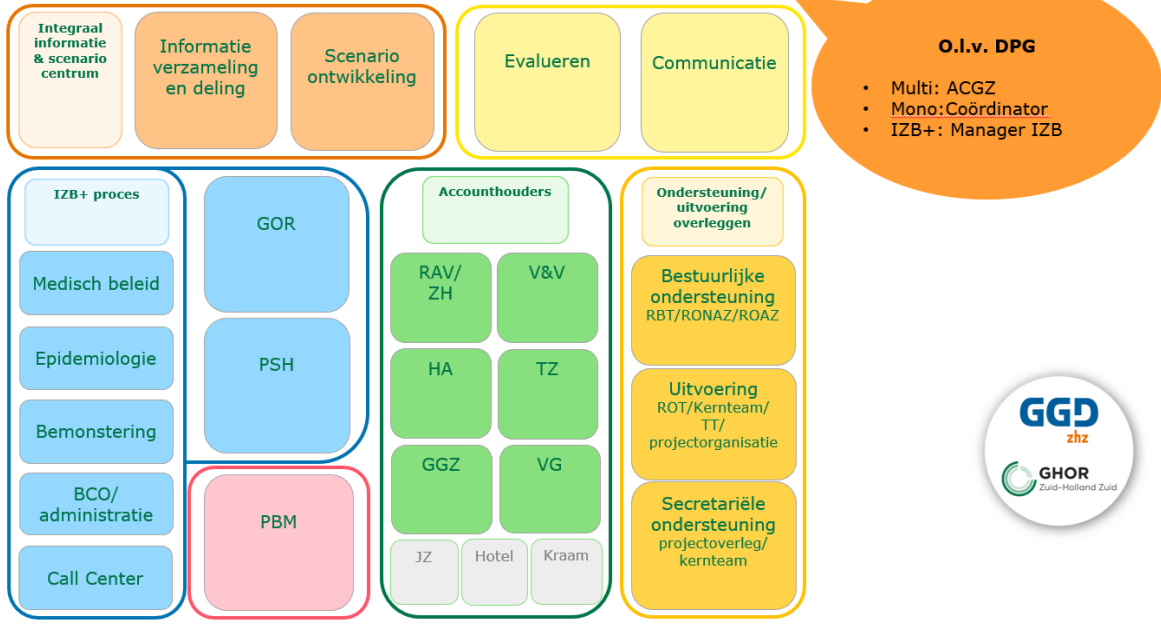 Integraal
informatie
& scenario
centrum
Informatie
verzameling
en deling
Scenario
ontwikkeling
Evalueren
Communicatie
O.l.v. DPG
• Multi: ACGZ
• Mono:Coördinator
• IZB+: Manager IZB
IZB+ proces
Medisch beleid
Epidemiologie
Bemonstering
BCO/
administratie
Call Center
GOR
PSH
PBM
Accounthouders
RAV/
ZH
V&V
HA
TZ
GGZ
VG
JZ
Hotel
Kraam
Ondersteuning/
uitvoering
overleggen
Bestuurlijke
ondersteuning
RBT/RONAZ/ROAZ
Uitvoering
ROT/Kernteam/
TT/
projectorganisatie
Secretariële
ondersteuning
projectoverleg/
kernteam
GGD
zhz
GHOR
Zuid-Holland Zuid